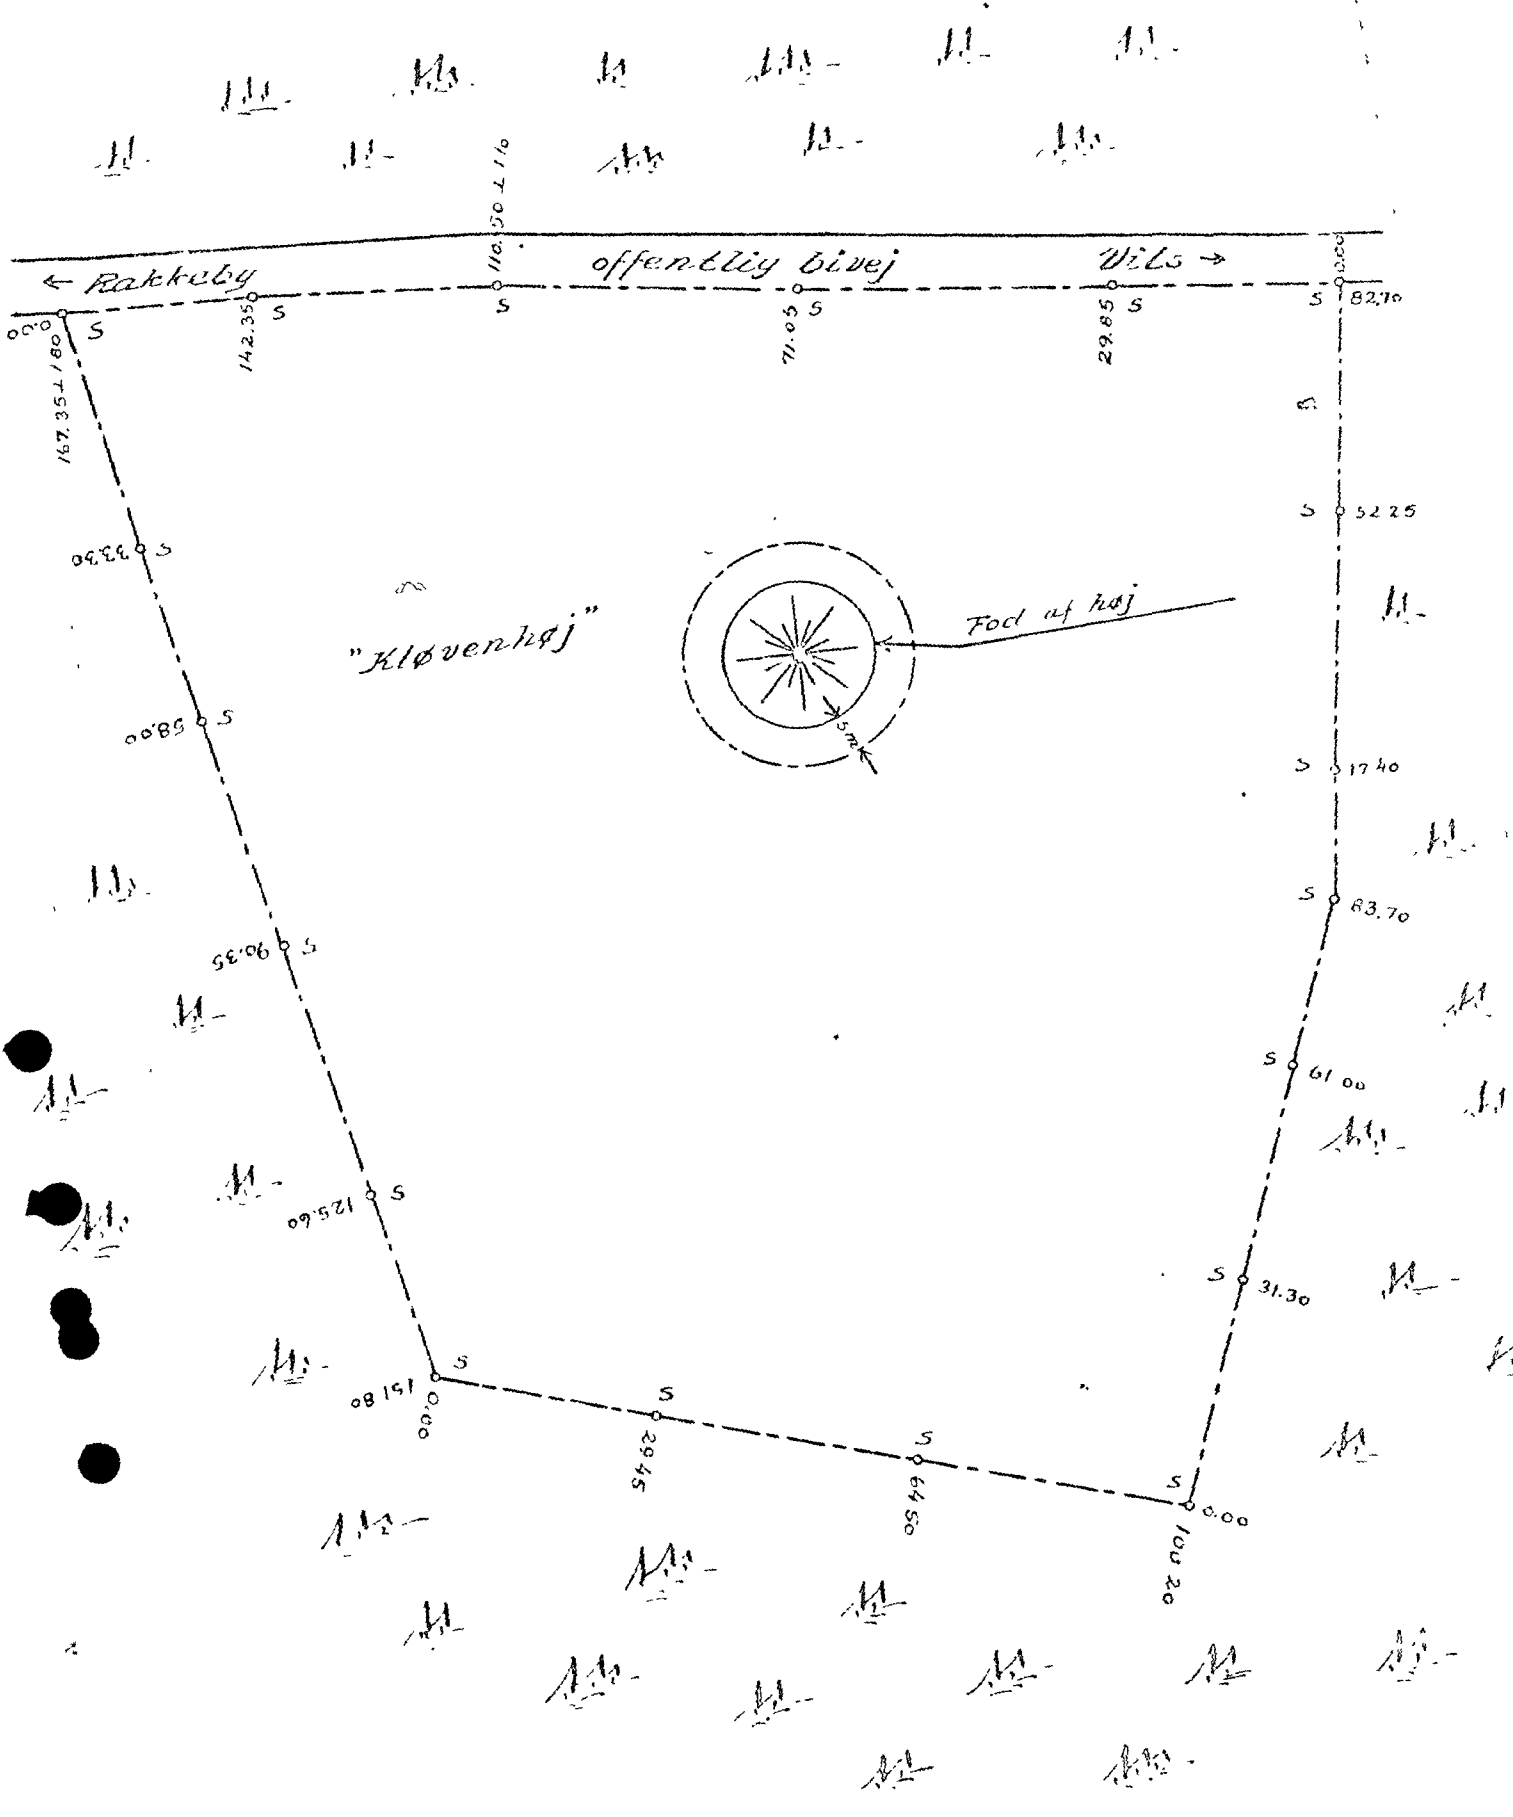 ← Rakkeby offentlig bivej Vils →
0.00
S
167.35 ⊥ 1.80
142.35
S
110.50 ⊥ 1.10
S
71.05
S
29.85
S
0.00
S
82.70
B
S 52.25
33.30 S
"Kløvenhøj"
Fod af høj
5m
58.00 S
S 17.40
S 83.70
90.35 S
S 61.00
125.60 S
S 31.30
151.80
S
0.00
S
29.45
S
64.50
S
0.00
100.20